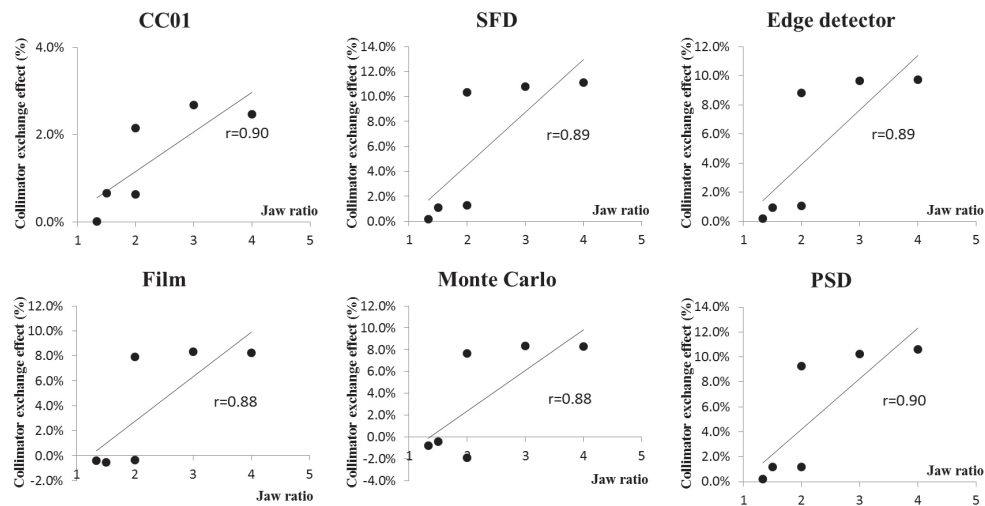 CC01
Collimator exchange effect (%)
4.0%
2.0%
0.0%
r=0.90
Jaw ratio
1 2 3 4 5
SFD
Collimator exchange effect (%)
14.0%
12.0%
10.0%
8.0%
6.0%
4.0%
2.0%
0.0%
r=0.89
Jaw ratio
1 2 3 4 5
Edge detector
Collimator exchange effect (%)
12.0%
10.0%
8.0%
6.0%
4.0%
2.0%
0.0%
r=0.89
Jaw ratio
1 2 3 4 5
Film
Collimator exchange effect (%)
12.0%
10.0%
8.0%
6.0%
4.0%
2.0%
0.0%
-2.0%
r=0.88
1 2 3 4 5
Jaw ratio
Monte Carlo
Collimator exchange effect (%)
12.0%
10.0%
8.0%
6.0%
4.0%
2.0%
0.0%
-2.0%
-4.0%
r=0.88
1 2 3 4 5
Jaw ratio
PSD
Collimator exchange effect (%)
14.0%
12.0%
10.0%
8.0%
6.0%
4.0%
2.0%
0.0%
r=0.90
Jaw ratio
1 2 3 4 5